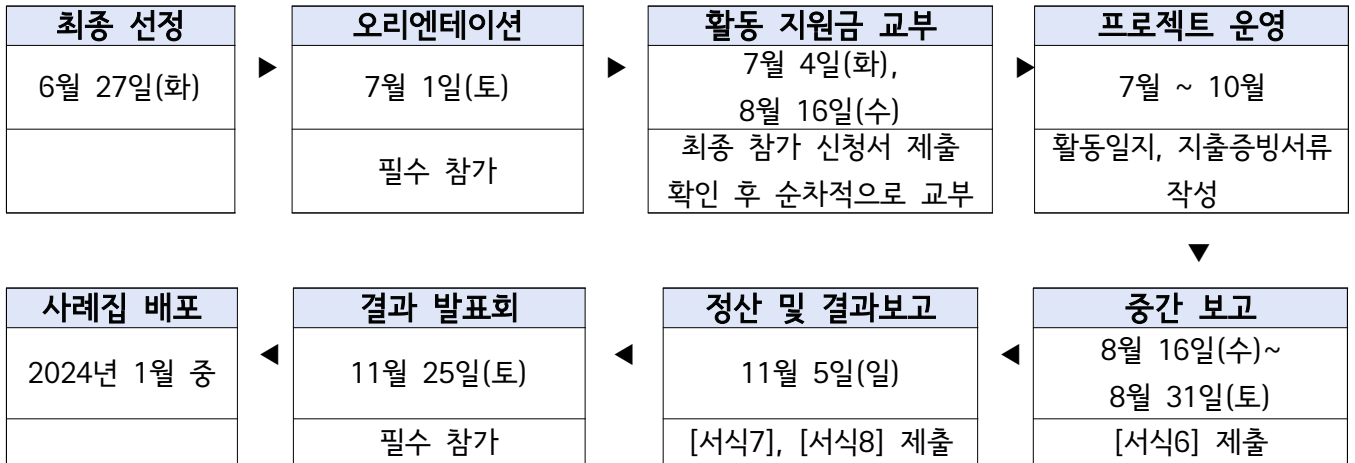 최종 선정
6월 27일(화)
▶
오리엔테이션
7월 1일(토)
필수 참가
▶
활동 지원금 교부
7월 4일(화),
8월 16일(수)
최종 참가 신청서 제출
확인 후 순차적으로 교부
▶
프로젝트 운영
7월 ~ 10월
활동일지, 지출증빙서류
작성
▼
중간 보고
8월 16일(수)~
8월 31일(토)
[서식6] 제출
◀
정산 및 결과보고
11월 5일(일)
[서식7], [서식8] 제출
◀
결과 발표회
11월 25일(토)
필수 참가
◀
사례집 배포
2024년 1월 중